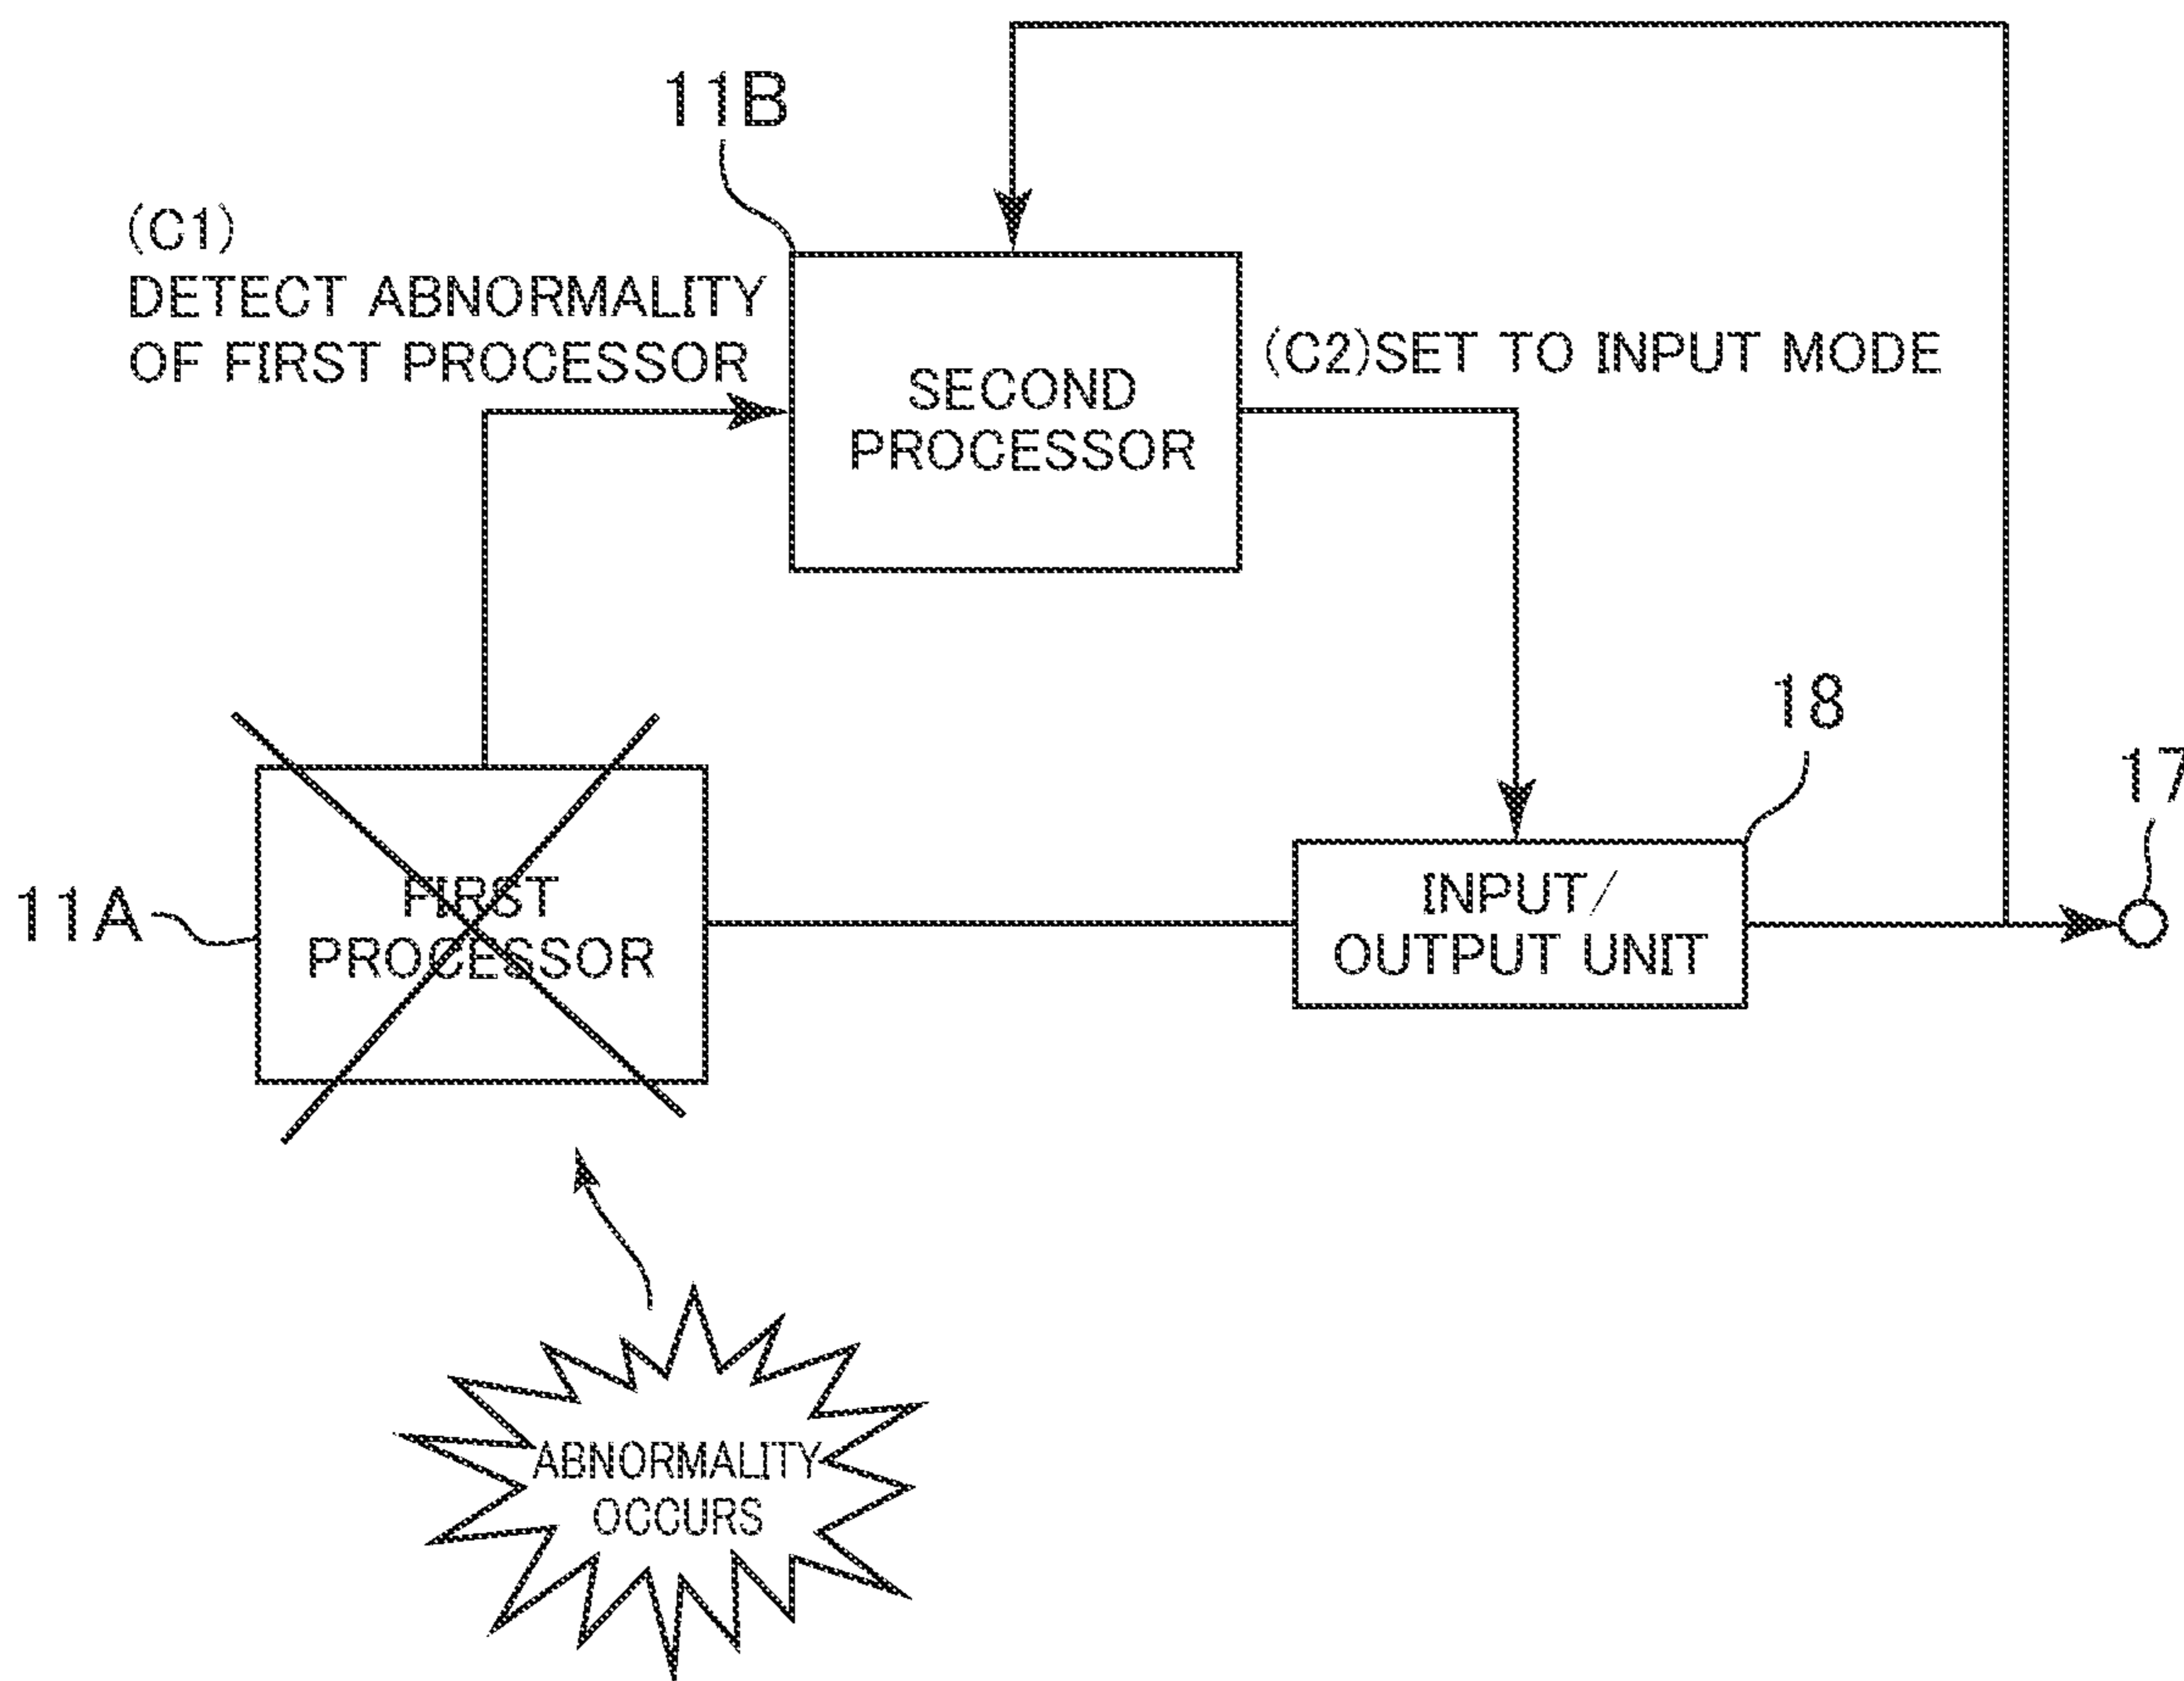 11B
(C1)
DETECT ABNORMALITY
OF FIRST PROCESSOR
SECOND
PROCESSOR
(C2)SET TO INPUT MODE
18
17
11A
FIRST
PROCESSOR
INPUT/
OUTPUT UNIT
ABNORMALITY
OCCURS